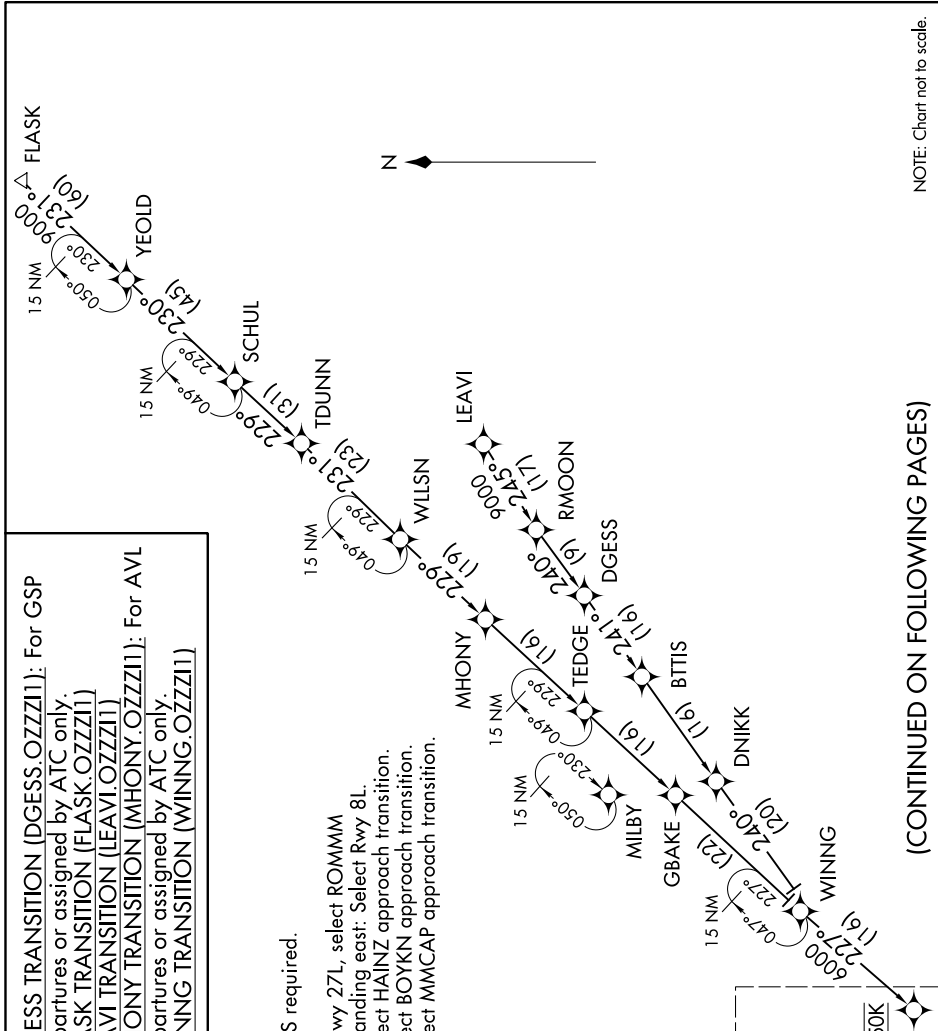 ESS TRANSITION (DGESS.OZZZI1): For GSP
partures or assigned by ATC only.
ASK TRANSITION (FLASK.OZZZI1)
AVI TRANSITION (LEAVI.OZZZI1)
ONY TRANSITION (MHONY.OZZZI1): For AVL
partures or assigned by ATC only.
NNG TRANSITION (WINNG.OZZZI1)
S required.
wy 27L, select ROMMM
anding east: Select Rwy 8L.
ect HAINZ approach transition.
ect BOYKN approach transition.
ect MMCAP approach transition.
FLASK
9000
231°
(60)
15 NM
230°
050°
YEOLD
230°
(45)
15 NM
229°
049°
SCHUL
229°
(31)
TDUNN
231°
(23)
15 NM
229°
049°
WLLSN
229°
(19)
MHONY
(16)
15 NM
229°
049°
TEDGE
(16)
15 NM
230°
050°
MILBY
GBAKE
(22)
LEAVI
9000
245°
(17)
RMOON
240°
(9)
DGESS
241°
(16)
BTTIS
(16)
DNIKK
240°
(20)
15 NM
227°
047°
WINNG
6000
227°
(16)
50K
N
NOTE: Chart not to scale.
(CONTINUED ON FOLLOWING PAGES)